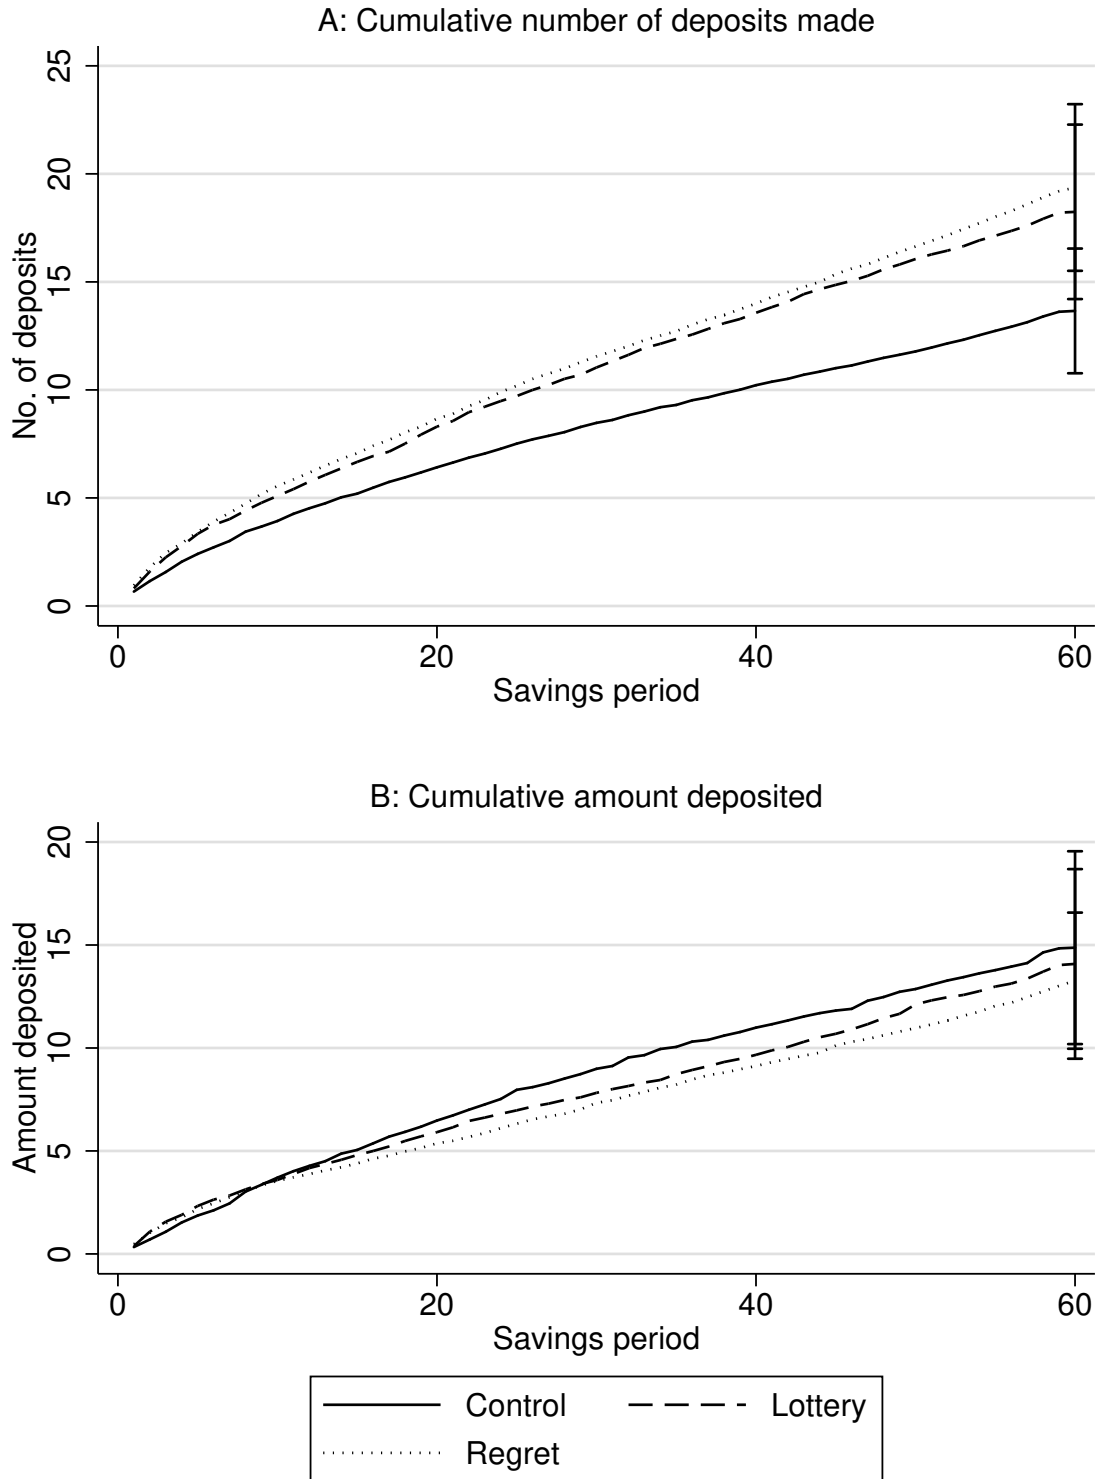 A: Cumulative number of deposits made
25
20
15
10
5
0
No. of deposits
0 20 40 60
Savings period
B: Cumulative amount deposited
20
15
10
5
0
Amount deposited
0 20 40 60
Savings period
Control Lottery
Regret